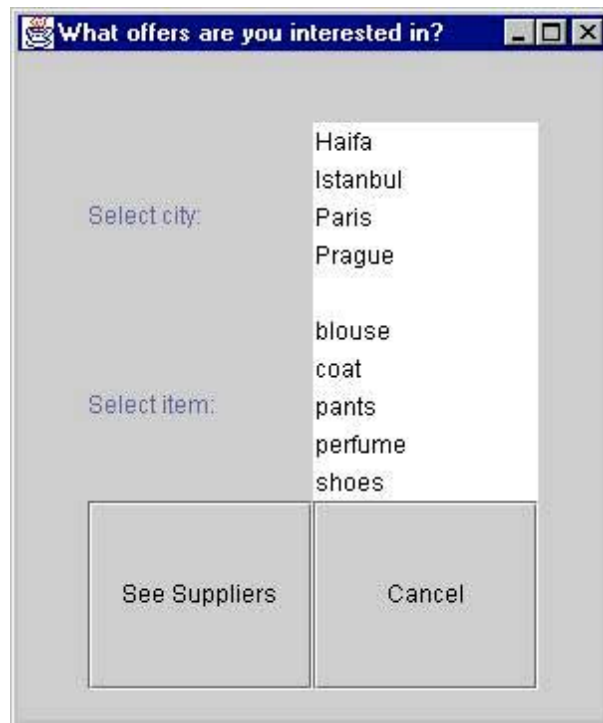 What offers are you interested in?
Select city:
Haifa
Istanbul
Paris
Prague
Select item:
blouse
coat
pants
perfume
shoes
See Suppliers
Cancel